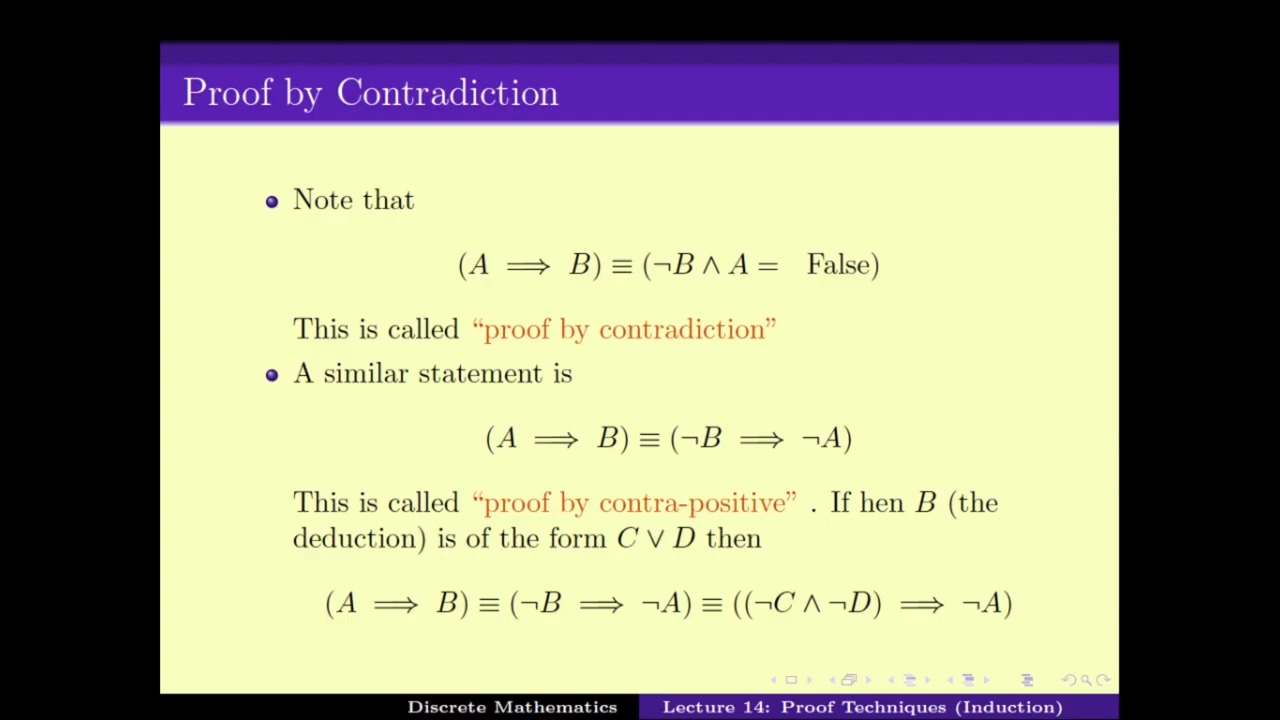 Proof by Contradiction
Note that
(A ⟹ B) ≡ (¬B ∧ A = False)
This is called “proof by contradiction”
A similar statement is
(A ⟹ B) ≡ (¬B ⟹ ¬A)
This is called “proof by contra-positive” . If hen B (the
deduction) is of the form C ∨ D then
(A ⟹ B) ≡ (¬B ⟹ ¬A) ≡ ((¬C ∧ ¬D) ⟹ ¬A)
Discrete Mathematics Lecture 14: Proof Techniques (Induction)